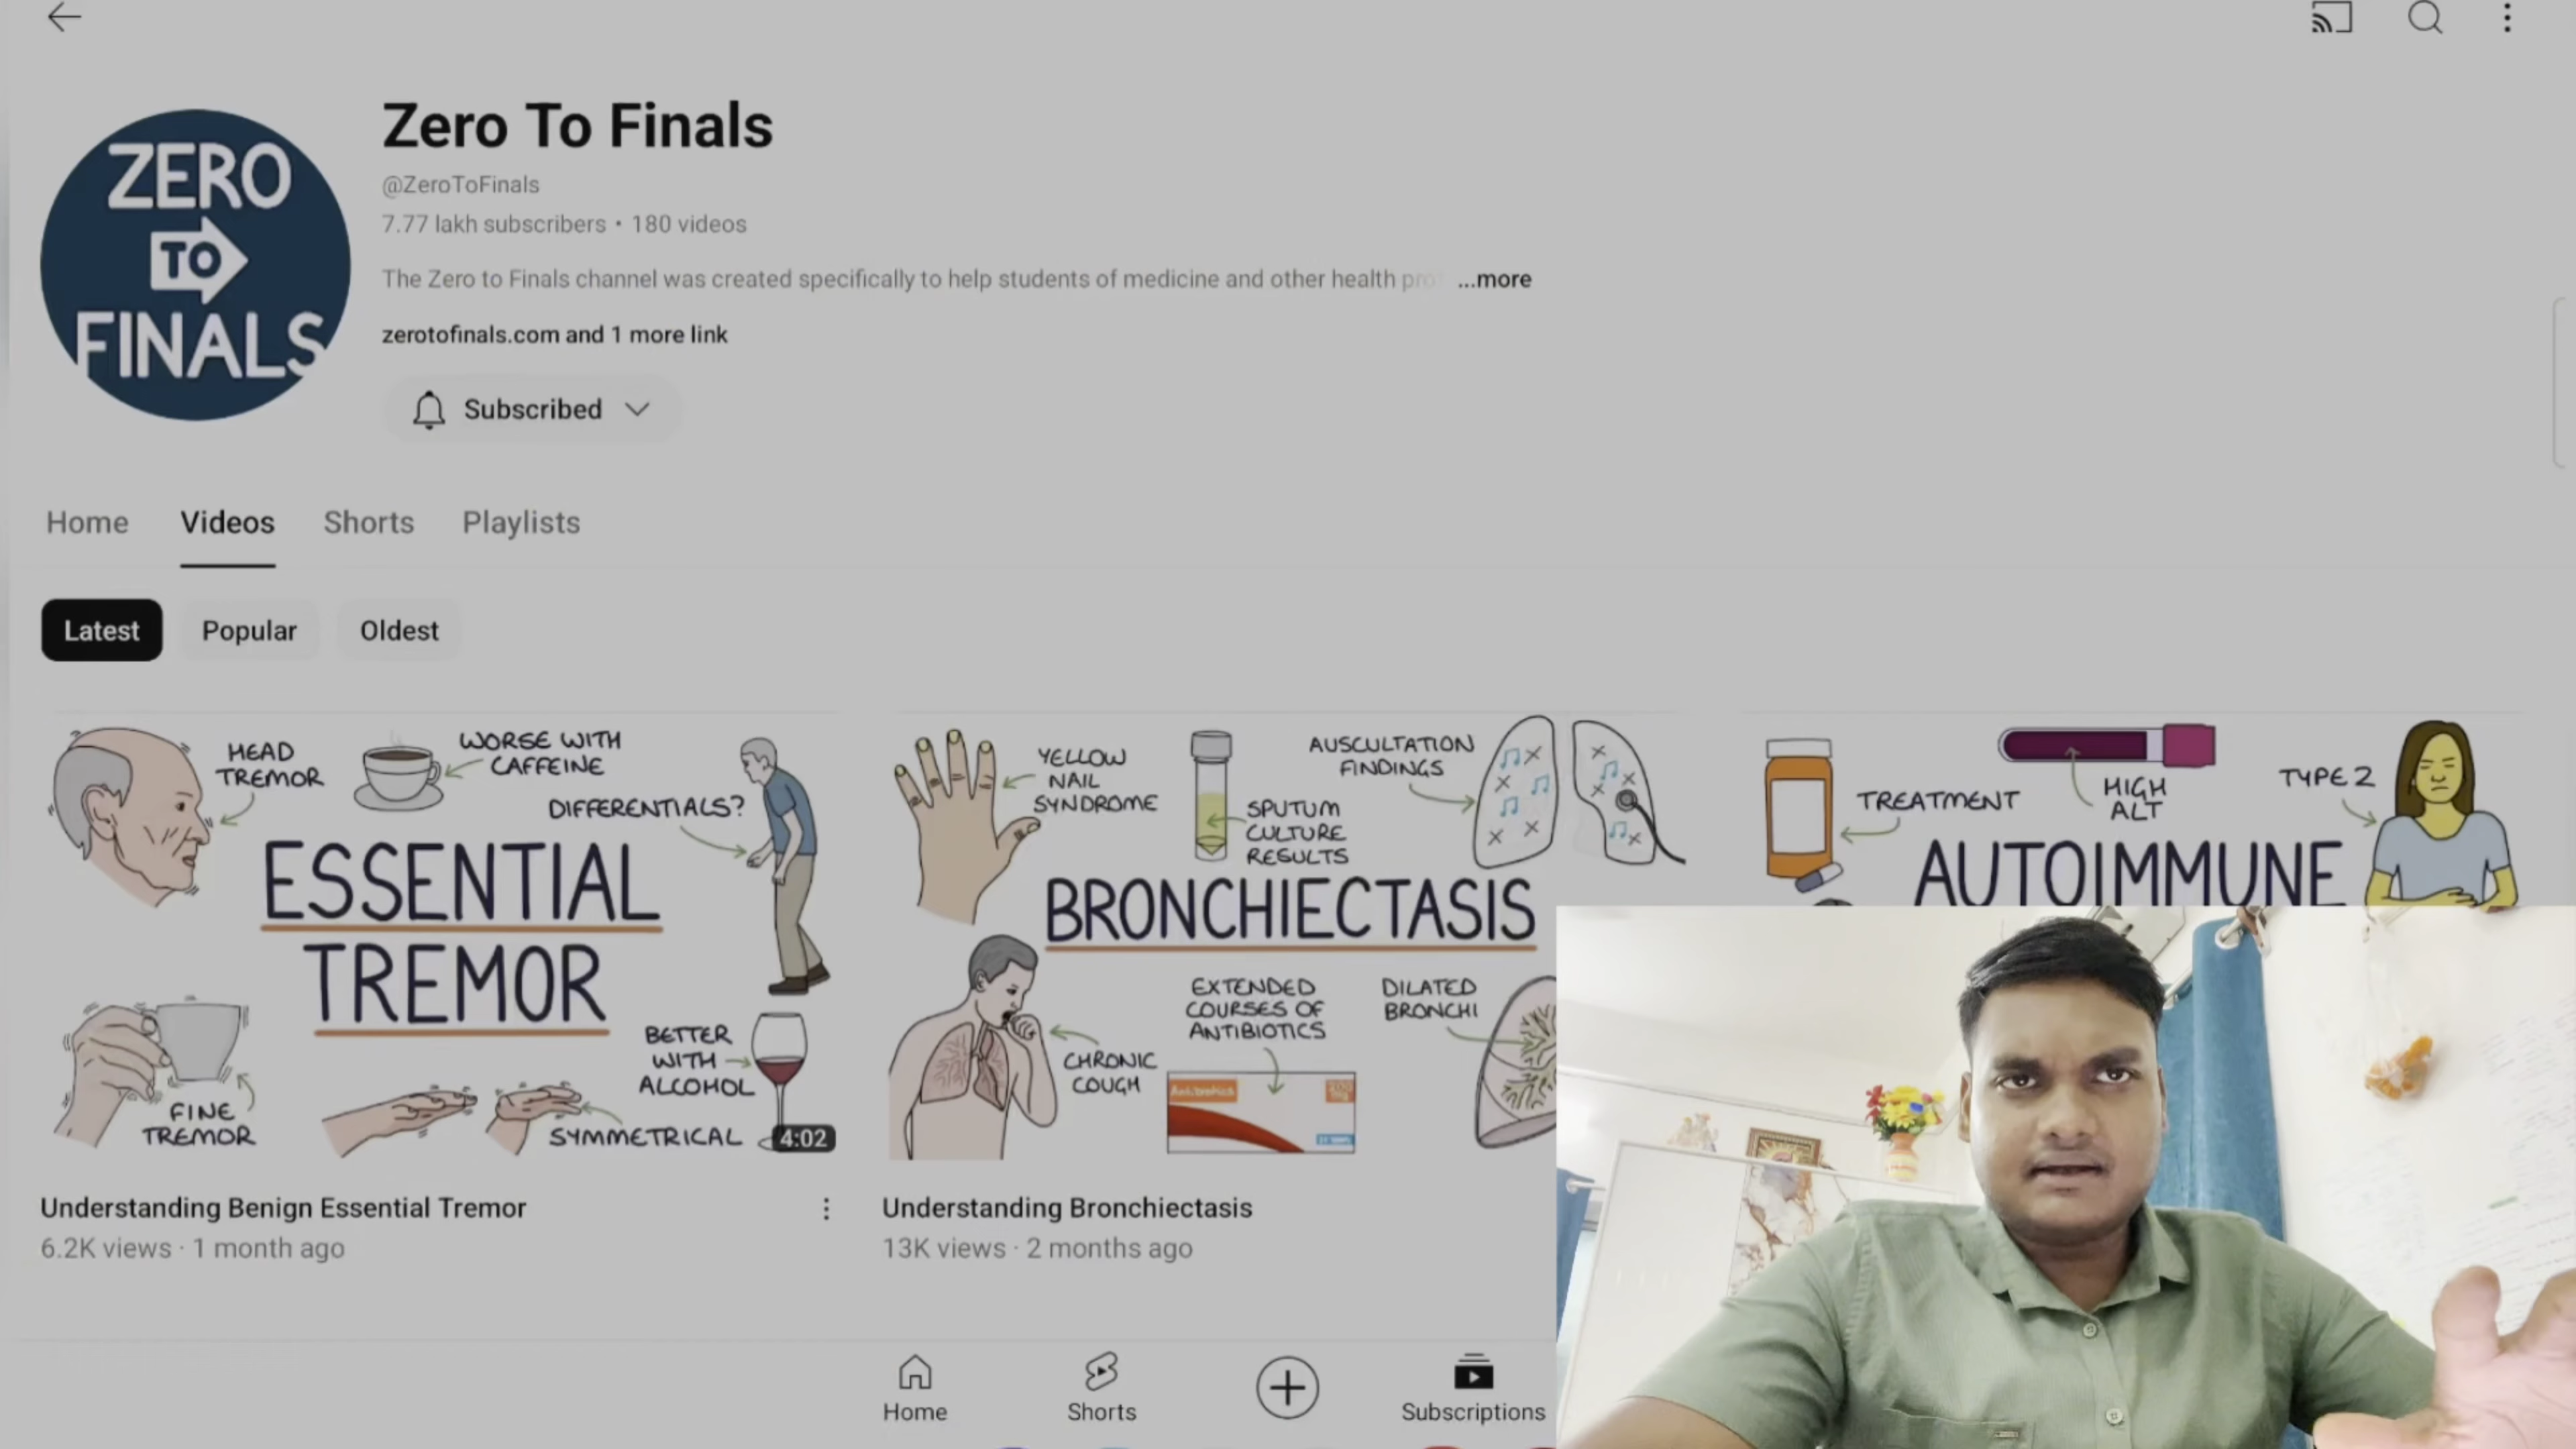 Zero To Finals
ZERO
TO
FINALS
@ZeroToFinals
7.77 lakh subscribers • 180 videos
The Zero to Finals channel was created specifically to help students of medicine and other health pro ...more
zerotofinals.com and 1 more link
Subscribed
Home Videos Shorts Playlists
Latest Popular Oldest
HEAD
TREMOR
WORSE WITH
CAFFEINE
DIFFERENTIALS?
ESSENTIAL
TREMOR
FINE
TREMOR
SYMMETRICAL
BETTER
WITH
ALCOHOL
4:02
Understanding Benign Essential Tremor
6.2K views · 1 month ago
YELLOW
NAIL
SYNDROME
SPUTUM
CULTURE
RESULTS
AUSCULTATION
FINDINGS
BRONCHIECTASIS
CHRONIC
COUGH
EXTENDED
COURSES OF
ANTIBIOTICS
Antibiotics
DILATED
BRONCHI
Understanding Bronchiectasis
13K views · 2 months ago
TREATMENT
HIGH
ALT
TYPE 2
AUTOIMMUNE
Home Shorts Subscriptions